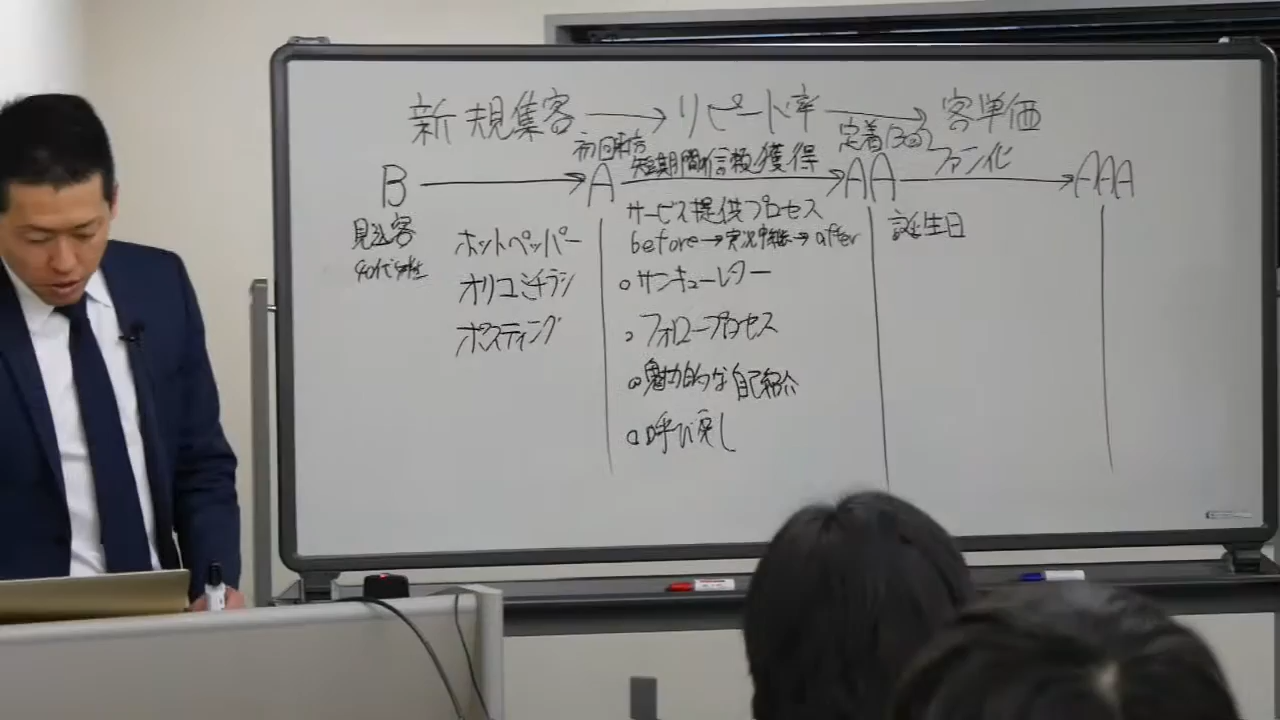 新規集客 → リピート率 → 客単価
初回来店 短期間信頼獲得 定着(3回) ファン化
B → A → AA → AAA
見込客
40代女性
ホットペッパー
オリコミチラシ
ポスティング
サービス提供プロセス
before→実況中継→after
○サンキューレター
○フォロープロセス
○魅力的な自己紹介
○呼び戻し
誕生日